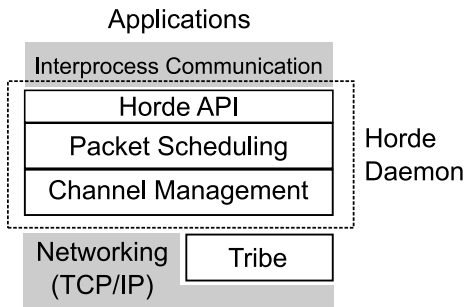 Applications
Interprocess Communication
Horde API
Packet Scheduling
Channel Management
Horde
Daemon
Networking
(TCP/IP)
Tribe